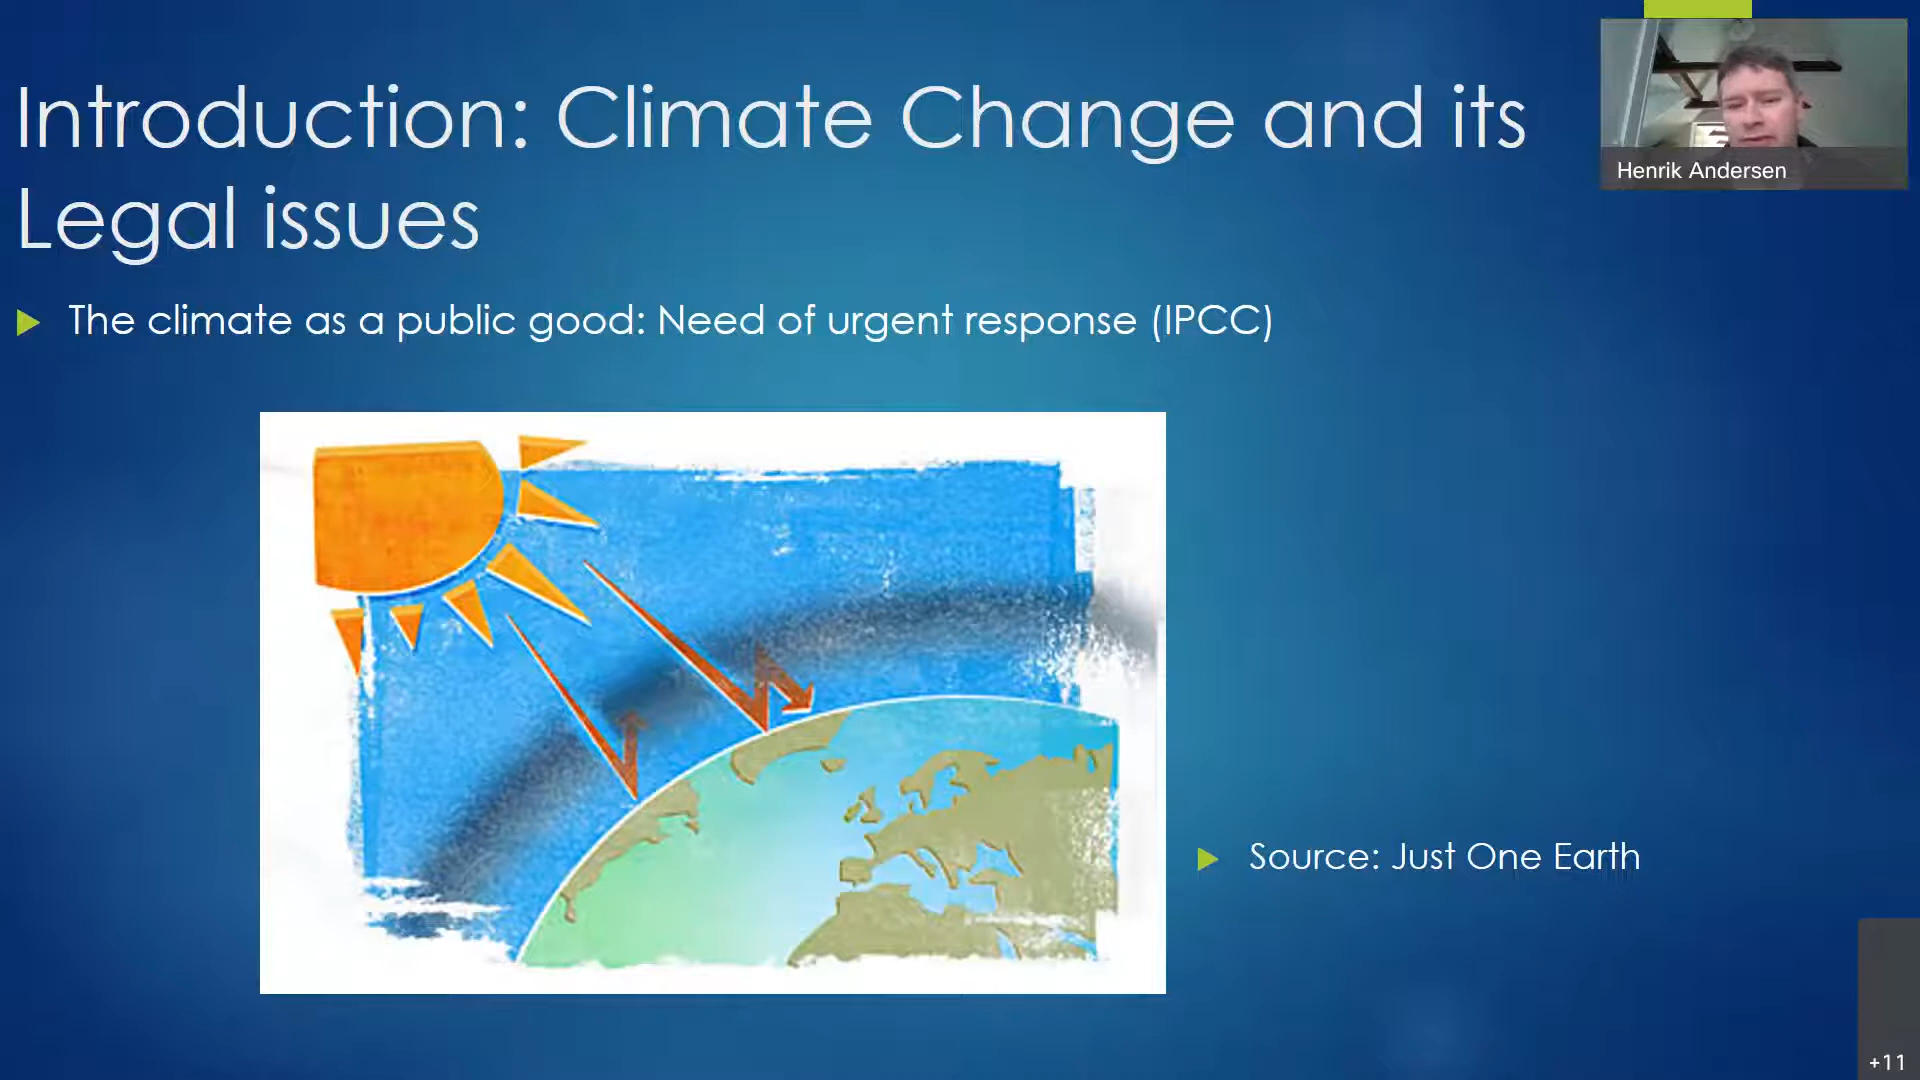 Introduction: Climate Change and its
Legal issues
The climate as a public good: Need of urgent response (IPCC)
Source: Just One Earth
Henrik Andersen
+11